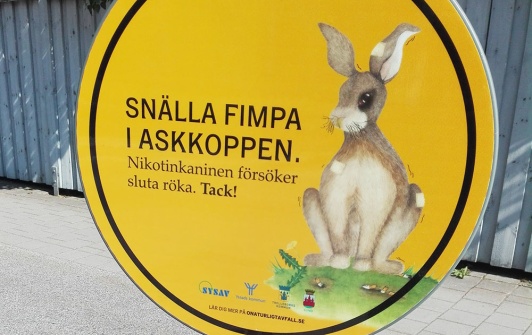 SNÄLLA FIMPA
I ASKKOPPEN.
Nikotinkaninen försöker
sluta röka. Tack!
SYSAV
LÄR DIG MER PÅ ONATURLIGTAVFALL.SE